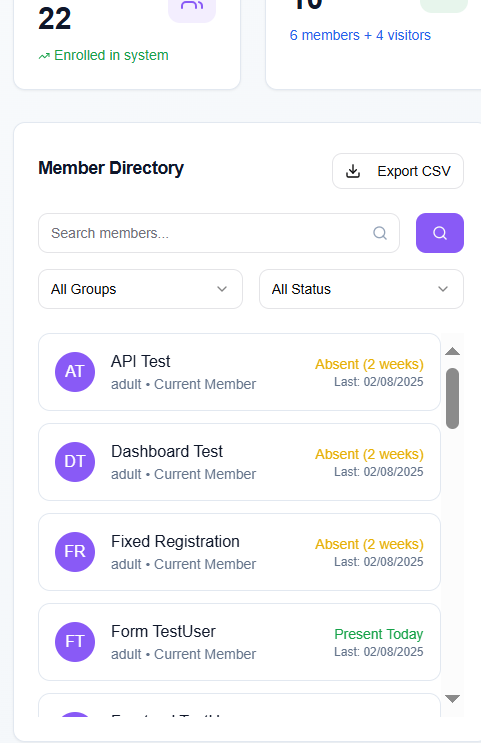 22
10
Enrolled in system
6 members + 4 visitors
Member Directory
Export CSV
Search members...
All Groups
All Status
AT
API Test
adult • Current Member
Absent (2 weeks)
Last: 02/08/2025
DT
Dashboard Test
adult • Current Member
Absent (2 weeks)
Last: 02/08/2025
FR
Fixed Registration
adult • Current Member
Absent (2 weeks)
Last: 02/08/2025
FT
Form TestUser
adult • Current Member
Present Today
Last: 02/08/2025